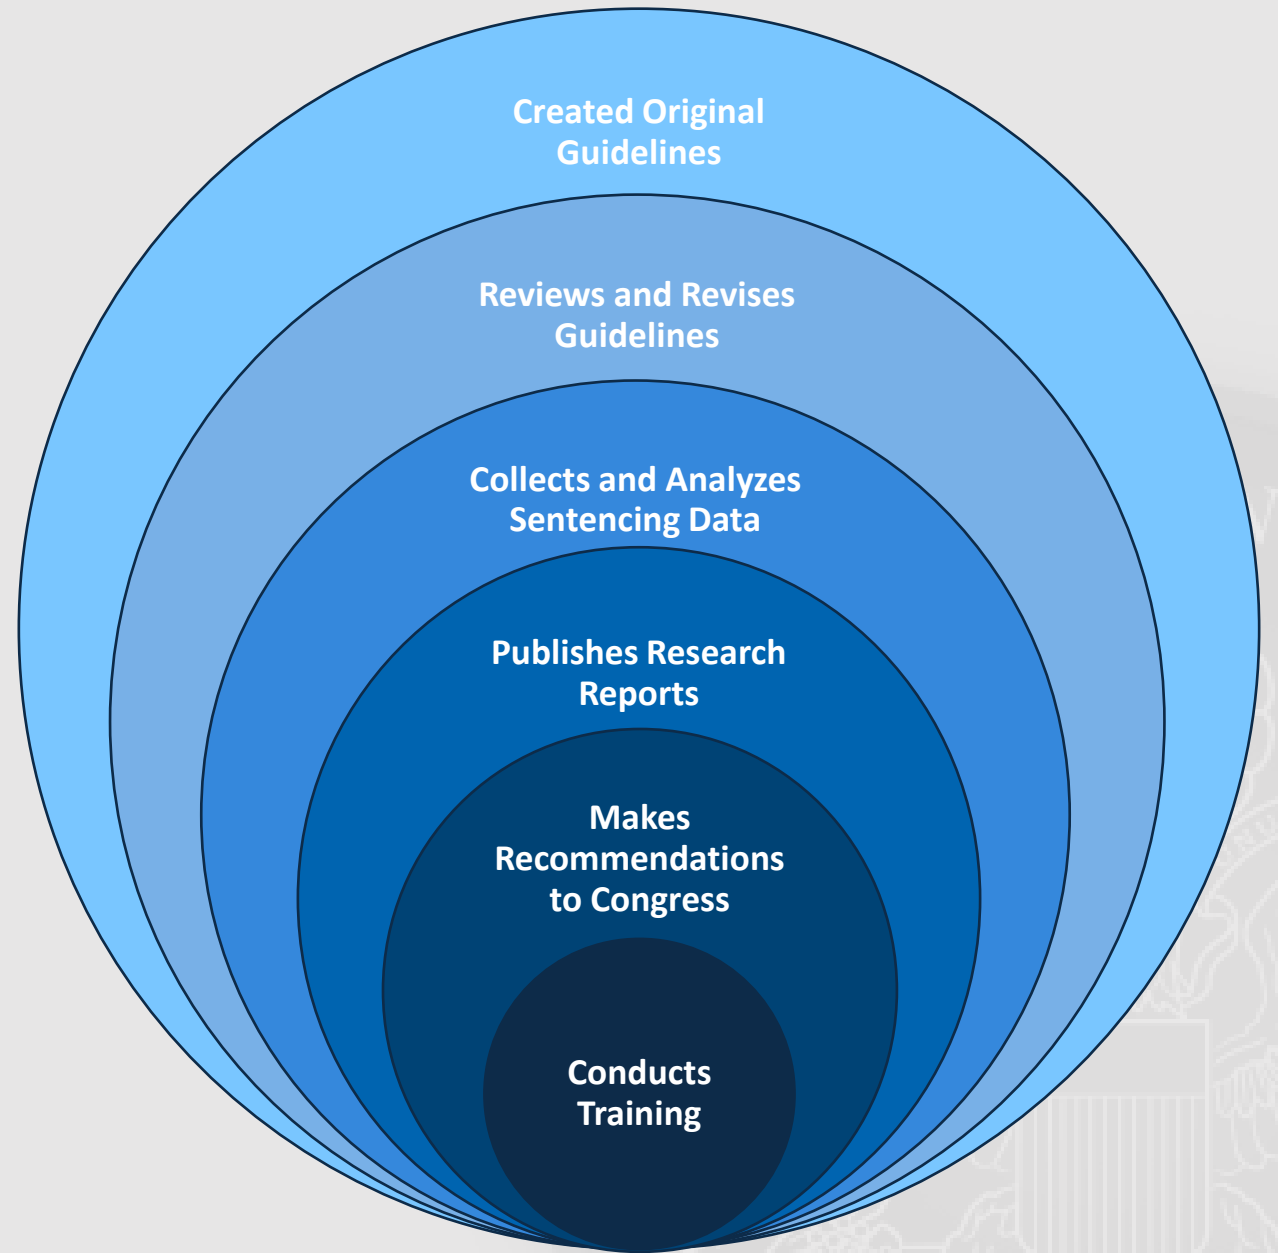 Created Original
Guidelines
Reviews and Revises
Guidelines
Collects and Analyzes
Sentencing Data
Publishes Research
Reports
Makes
Recommendations
to Congress
Conducts
Training